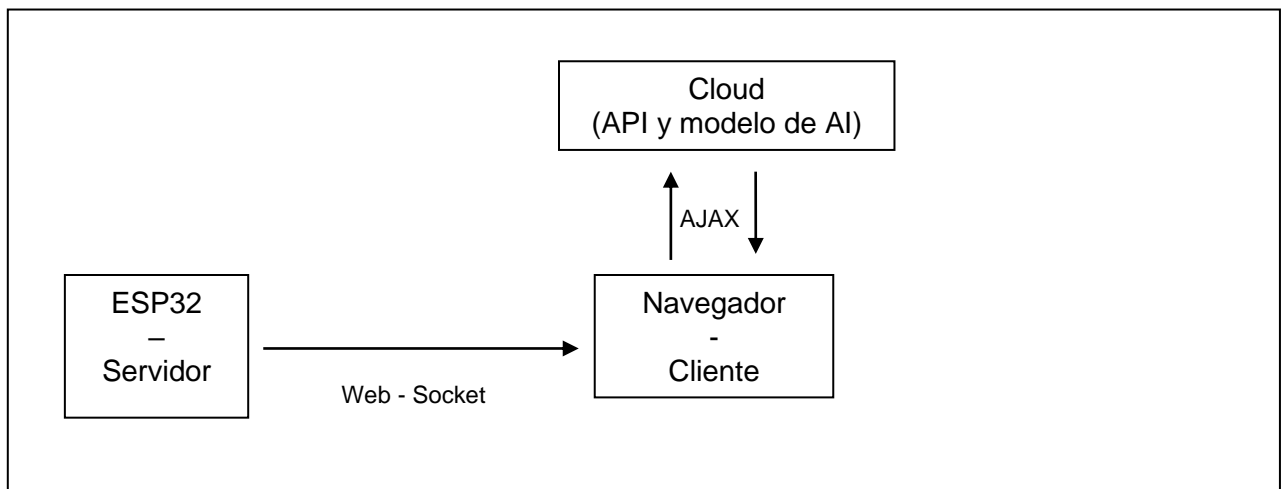 Cloud
(API y modelo de AI)
AJAX
ESP32
–
Servidor
Web - Socket
Navegador
-
Cliente